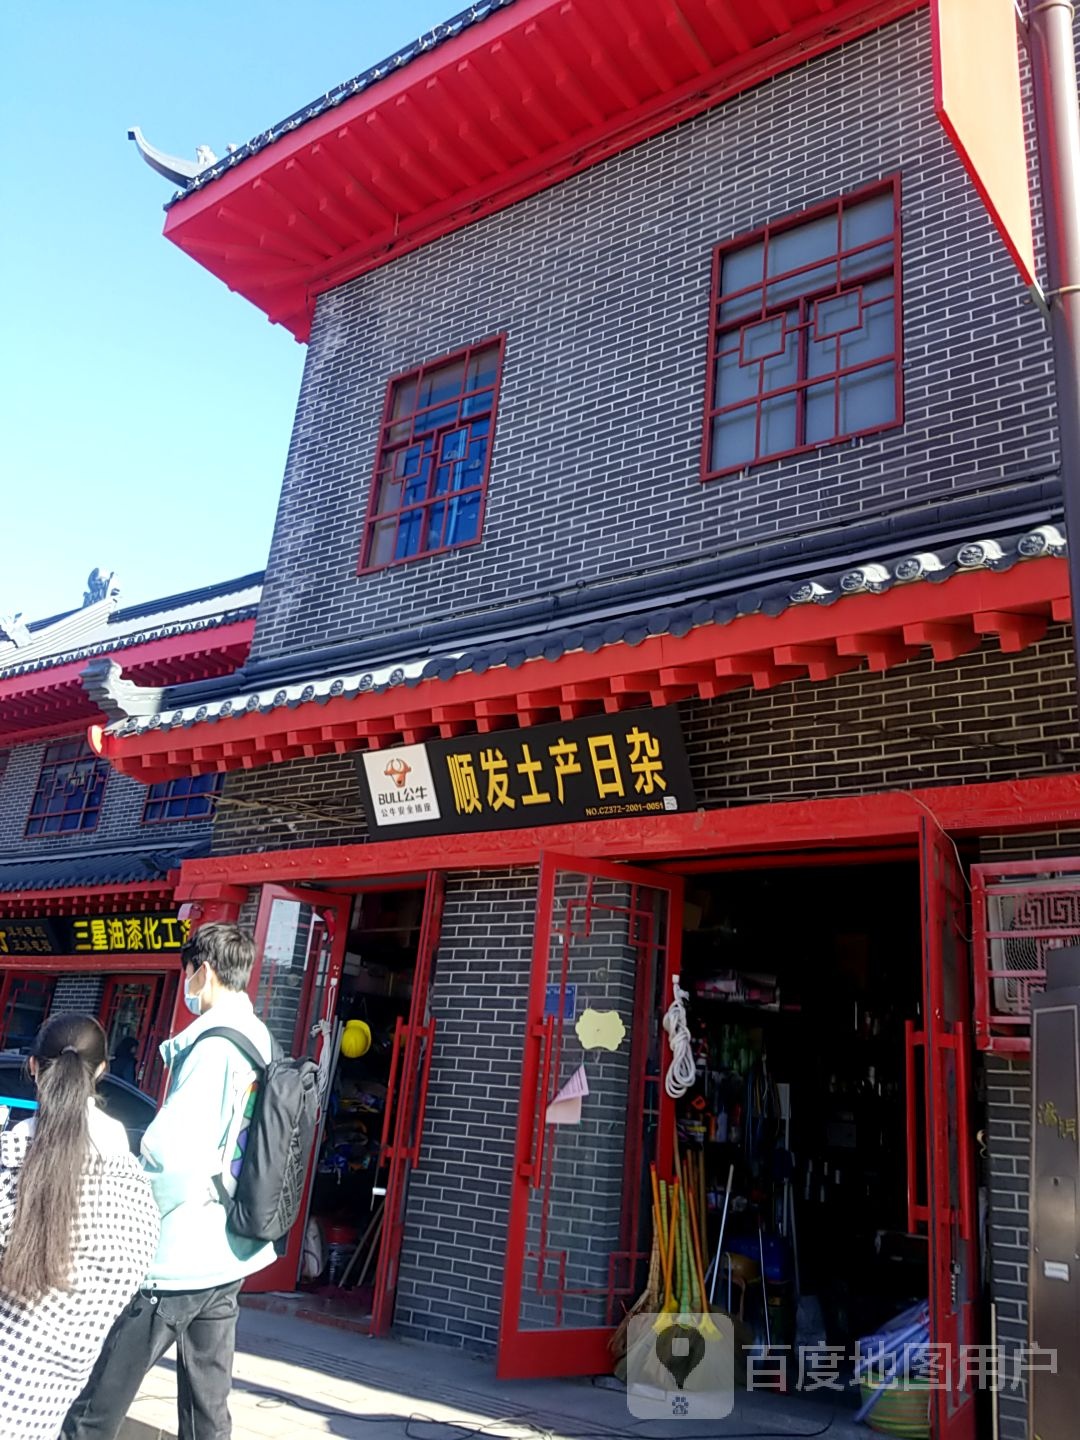 BULL公牛
公牛安全插座
顺发土产日杂
NO.CZ372-2001-0051
三星油漆化工
百度地图用户